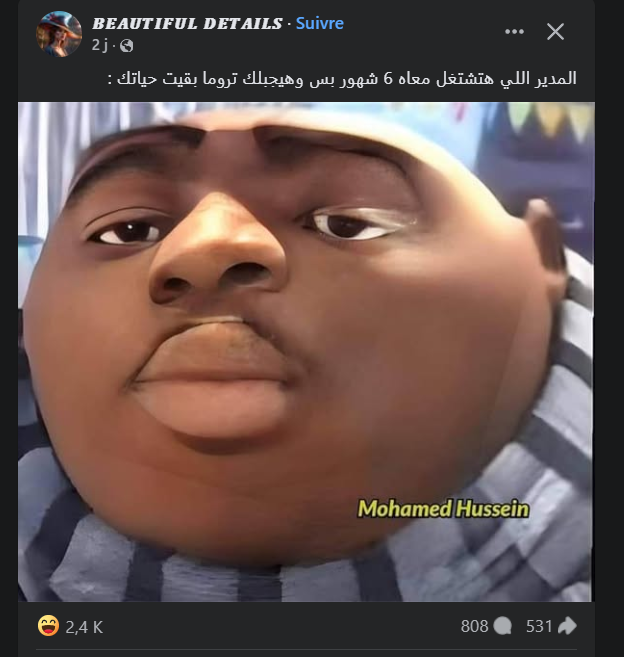 BEAUTIFUL DETAILS · Suivre
2 j ·
المدير اللي هتشتغل معاه 6 شهور بس وهيجبلك تروما بقيت حياتك :
Mohamed Hussein
2,4 K 808 531